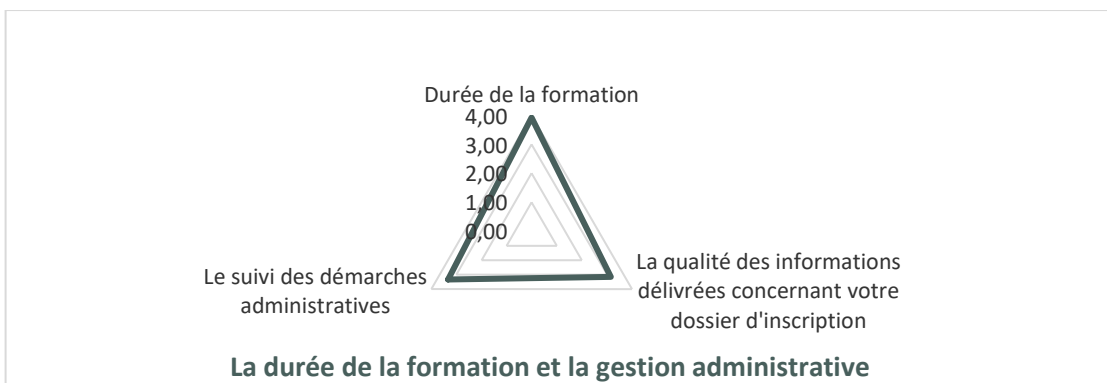 Durée de la formation
4,00
3,00
2,00
1,00
0,00
Le suivi des démarches
administratives
La qualité des informations
délivrées concernant votre
dossier d'inscription
La durée de la formation et la gestion administrative